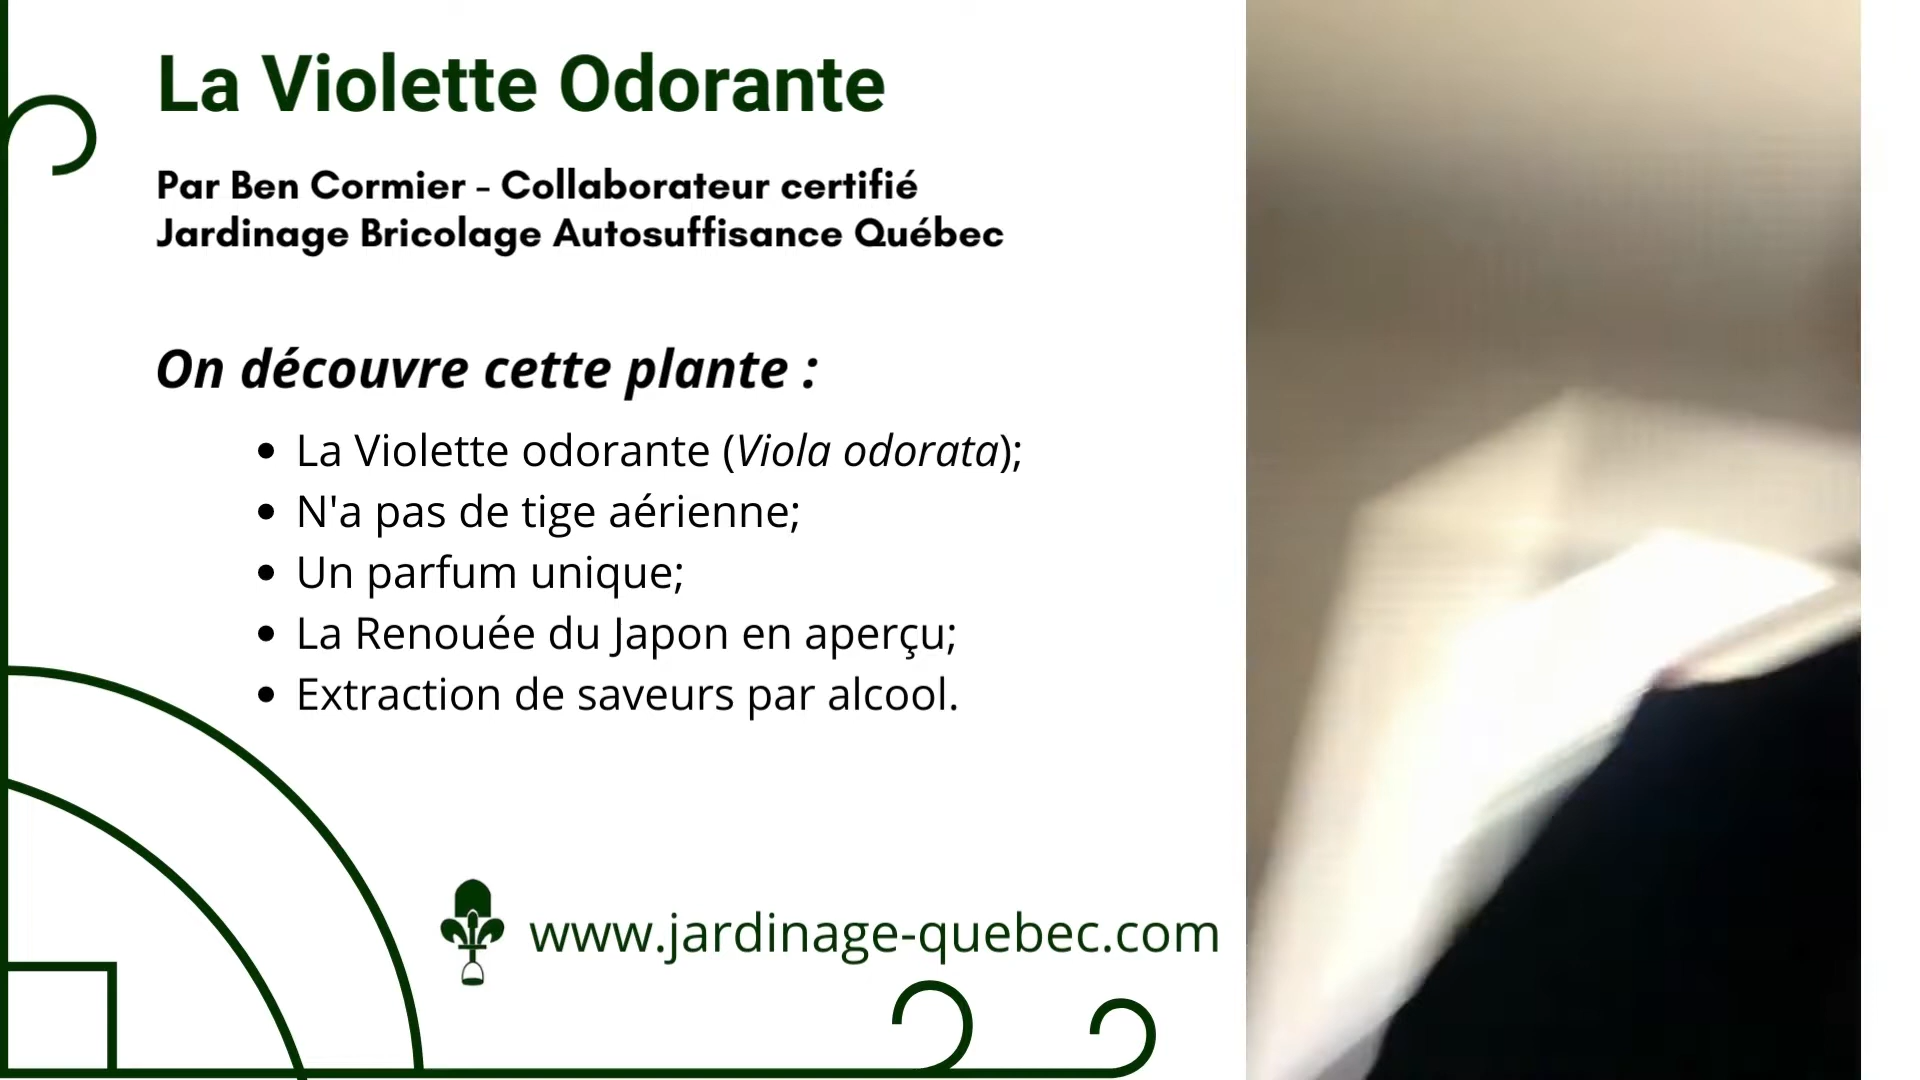 La Violette Odorante
Par Ben Cormier - Collaborateur certifié
Jardinage Bricolage Autosuffisance Québec
On découvre cette plante :
• La Violette odorante (Viola odorata);
• N'a pas de tige aérienne;
• Un parfum unique;
• La Renouée du Japon en aperçu;
• Extraction de saveurs par alcool.
www.jardinage-quebec.com